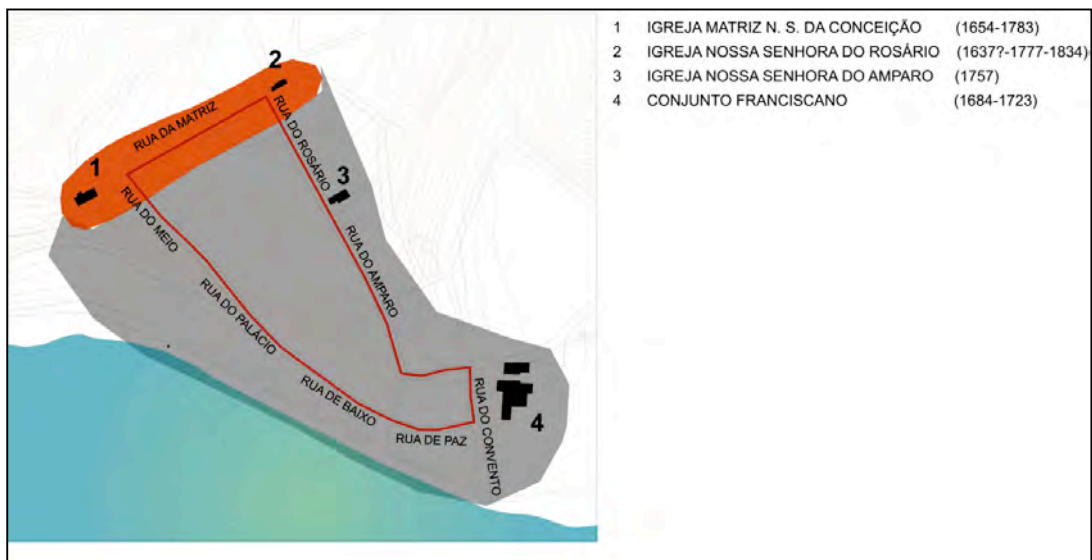 1 IGREJA MATRIZ N. S. DA CONCEIÇÃO (1654-1783)
2 IGREJA NOSSA SENHORA DO ROSÁRIO (1637?-1777-1834)
3 IGREJA NOSSA SENHORA DO AMPARO (1757)
4 CONJUNTO FRANCISCANO (1684-1723)
2
RUA DA MATRIZ
RUA DO ROSÁRIO
1
3
RUA DO MEIO
RUA DO AMPARO
RUA DO PALÁCIO
RUA DE BAIXO
RUA DE PAZ
RUA DO CONVENTO
4